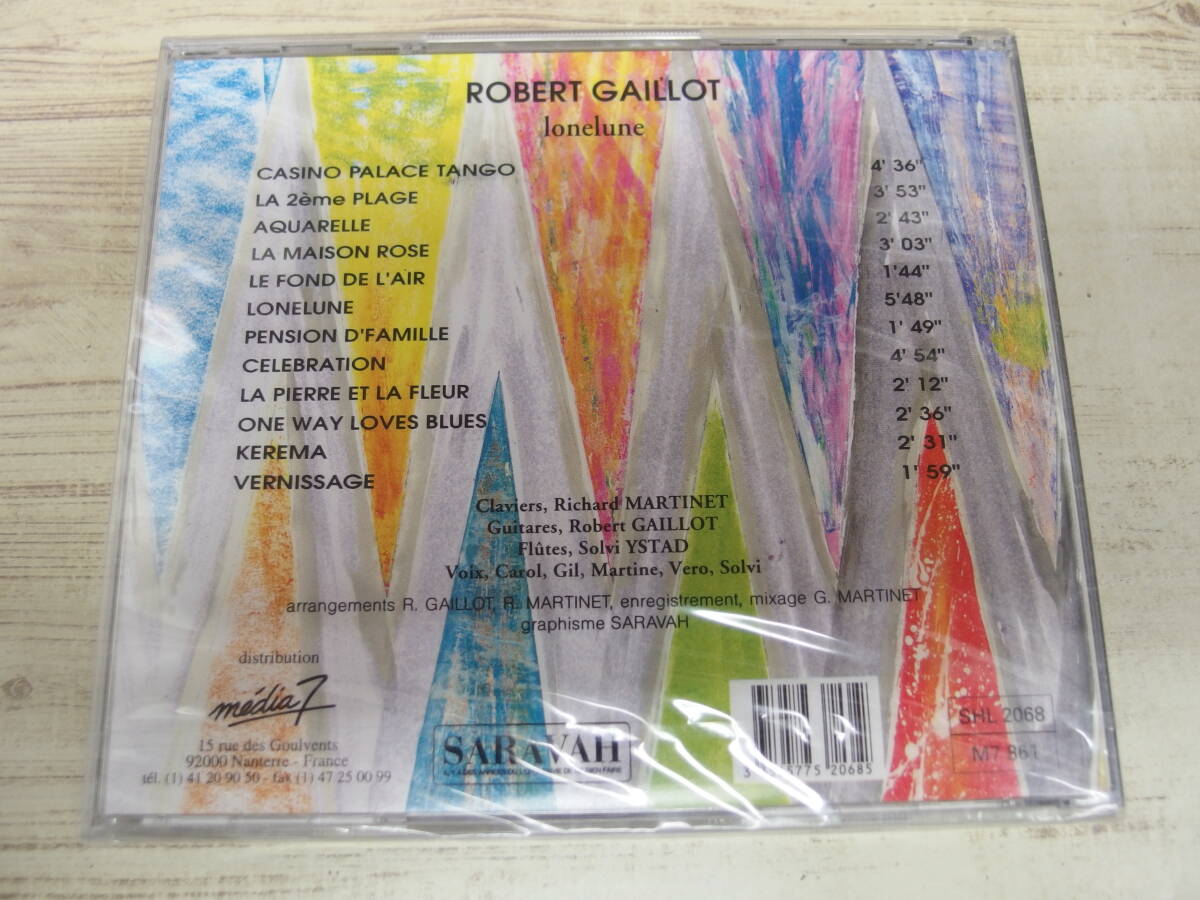 ROBERT GAILLOT
lonelune
CASINO PALACE TANGO 4' 36"
LA 2ème PLAGE 3' 53"
AQUARELLE 2' 43"
LA MAISON ROSE 3' 03"
LE FOND DE L'AIR 1'44"
LONELUNE 5'48"
PENSION D'FAMILLE 1' 49"
CELEBRATION 4' 54"
LA PIERRE ET LA FLEUR 2' 12"
ONE WAY LOVES BLUES 2' 36"
KEREMA 2' 31"
VERNISSAGE 1' 59"
Claviers, Richard MARTINET
Guitares, Robert GAILLOT
Flûtes, Solvi YSTAD
Voix, Carol, Gil, Martine, Vero, Solvi
arrangements R. GAILLOT, R. MARTINET, enregistrement, mixage G. MARTINET
graphisme SARAVAH
distribution
média 7
15 rue des Goulvents
92000 Nanterre - France
tél. (1) 41 20 90 50 - fax (1) 47 25 00 99
SARAVAH
20685
SHL 2068
M7 861